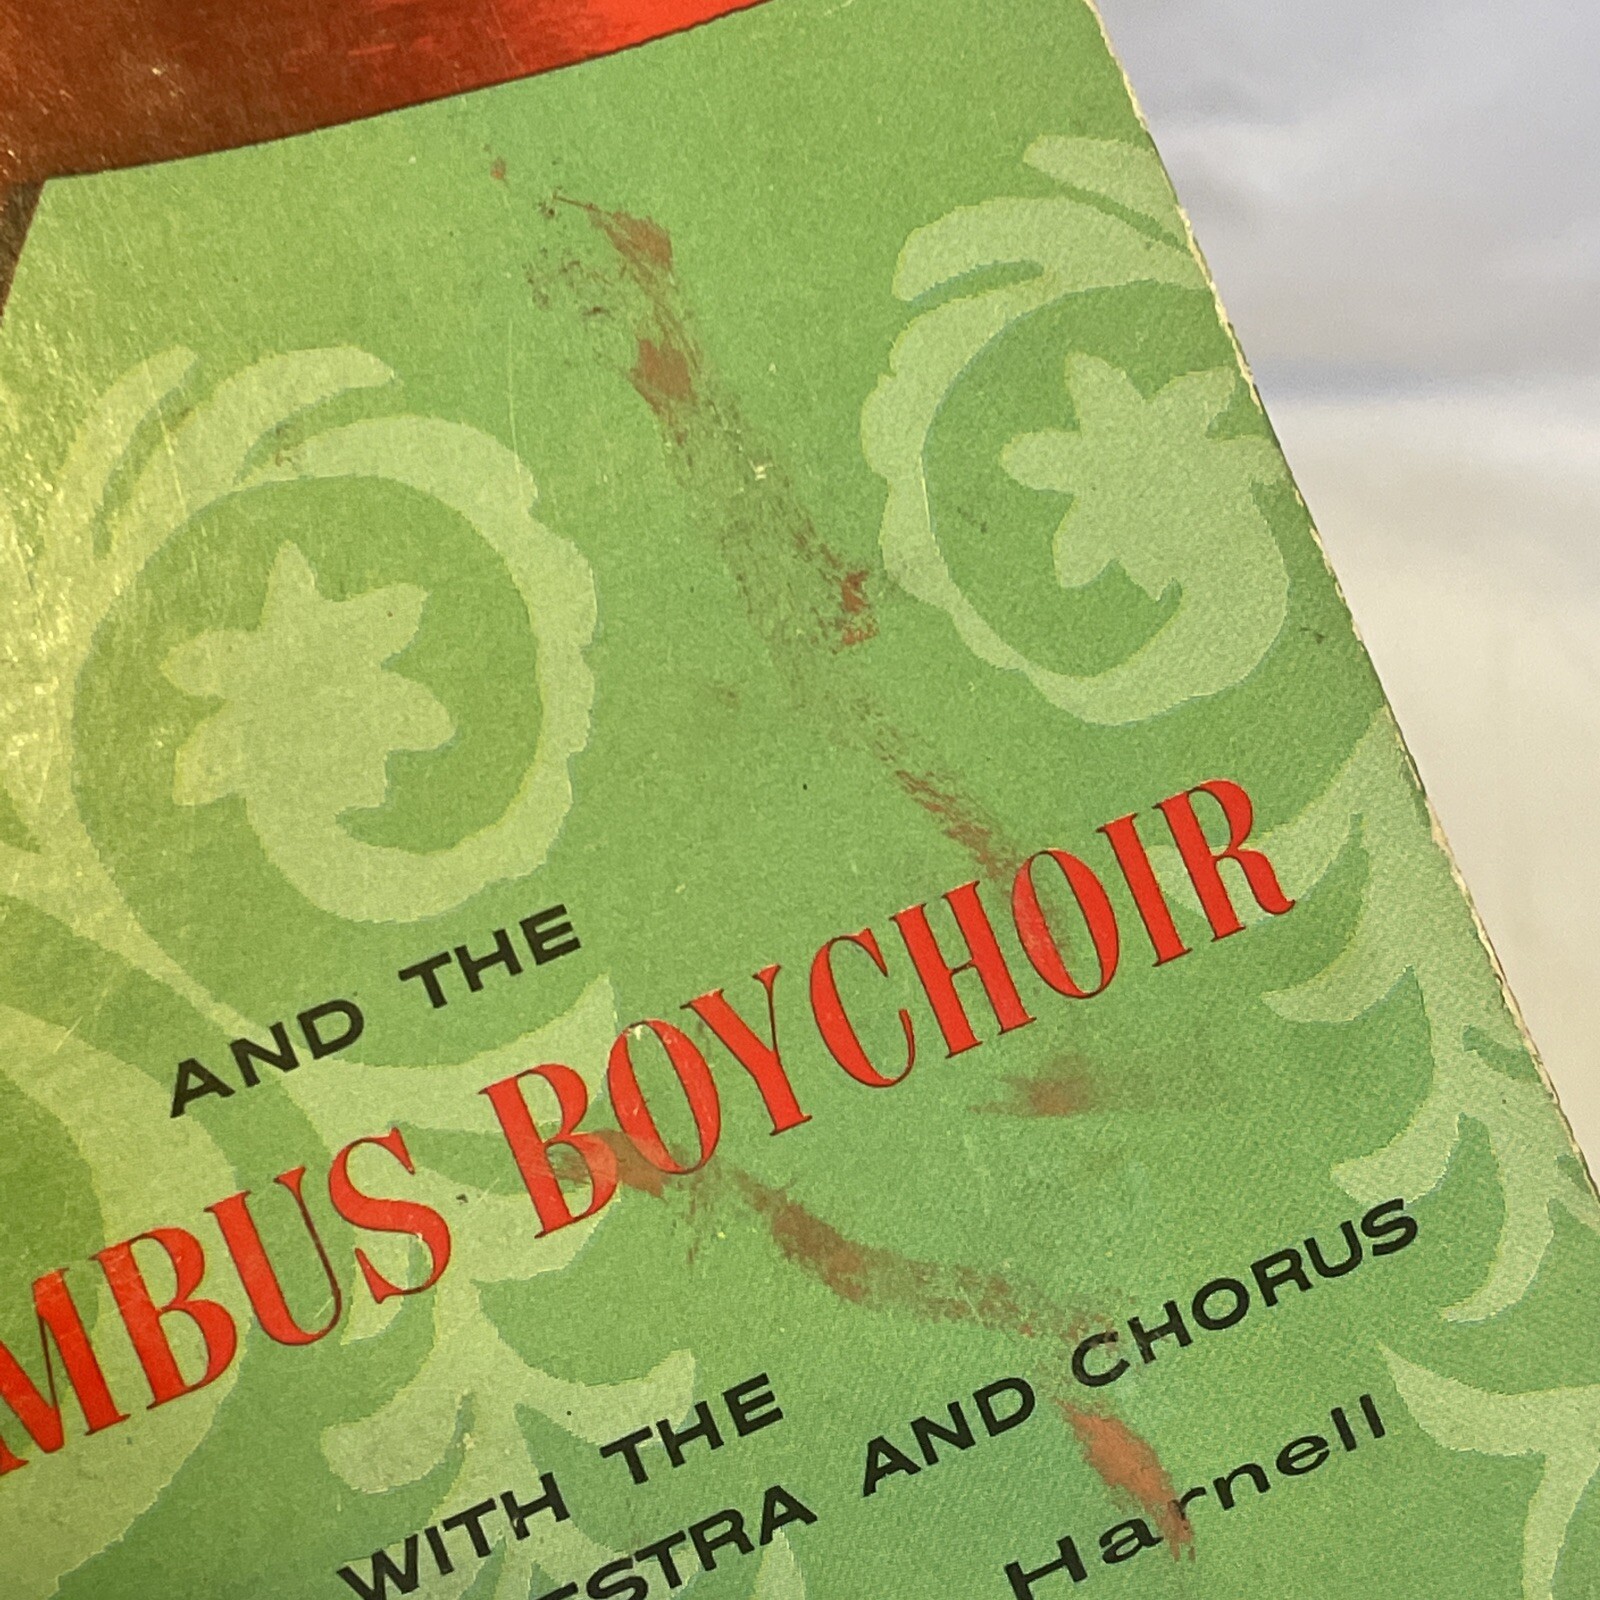 AND THE
MBUS BOYCHOIR
WITH THE
ESTRA AND CHORUS
Harnell